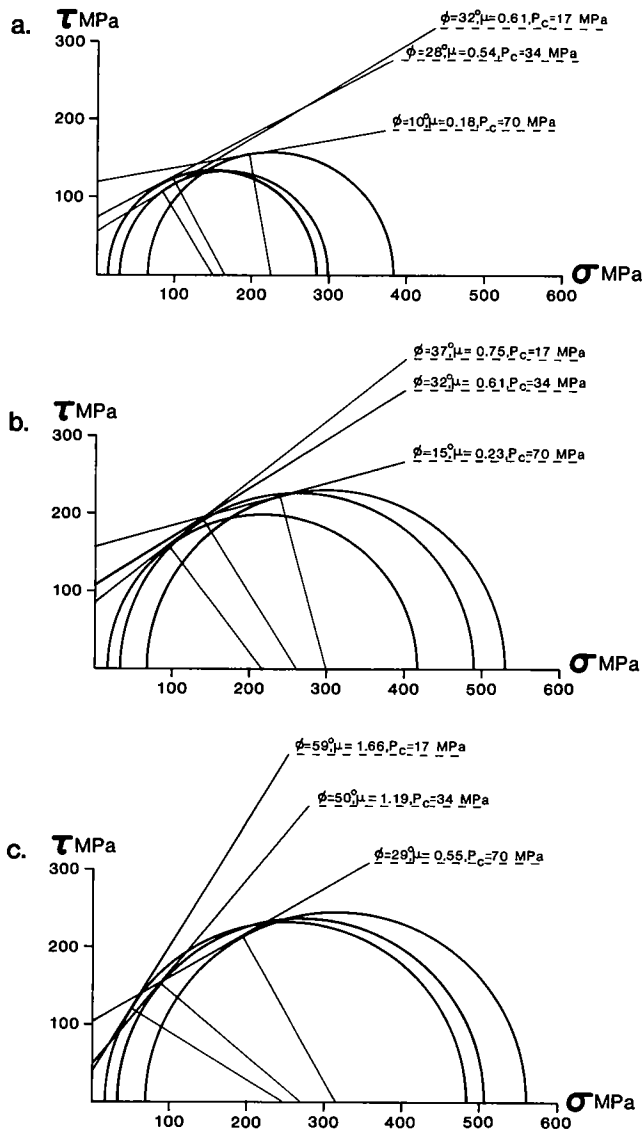 a.
τ MPa
ϕ=32°,μ=0.61,Pc=17 MPa
ϕ=28°,μ=0.54,Pc=34 MPa
ϕ=10°,μ=0.18,Pc=70 MPa
300
200
100
100 200 300 400 500 600
σ MPa
b.
τ MPa
ϕ=37°,μ= 0.75,Pc=17 MPa
ϕ=32°,μ= 0.61,Pc=34 MPa
ϕ=15°,μ= 0.23,Pc=70 MPa
300
200
100
100 200 300 400 500 600
σ MPa
c.
τ MPa
ϕ=59°,μ= 1.66,Pc=17 MPa
ϕ=50°,μ=1.19,Pc=34 MPa
ϕ=29°,μ= 0.55,Pc=70 MPa
300
200
100
100 200 300 400 500 600
σ MPa